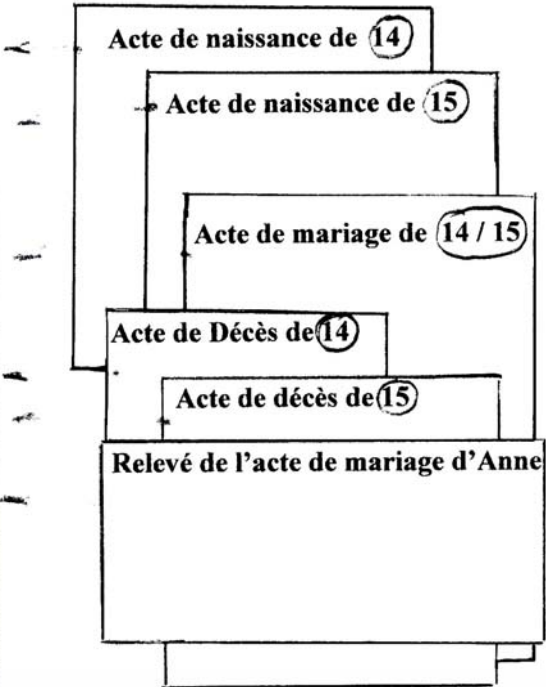 Acte de naissance de 14
Acte de naissance de 15
Acte de mariage de 14 / 15
Acte de Décès de 14
Acte de décès de 15
Relevé de l'acte de mariage d'Anne